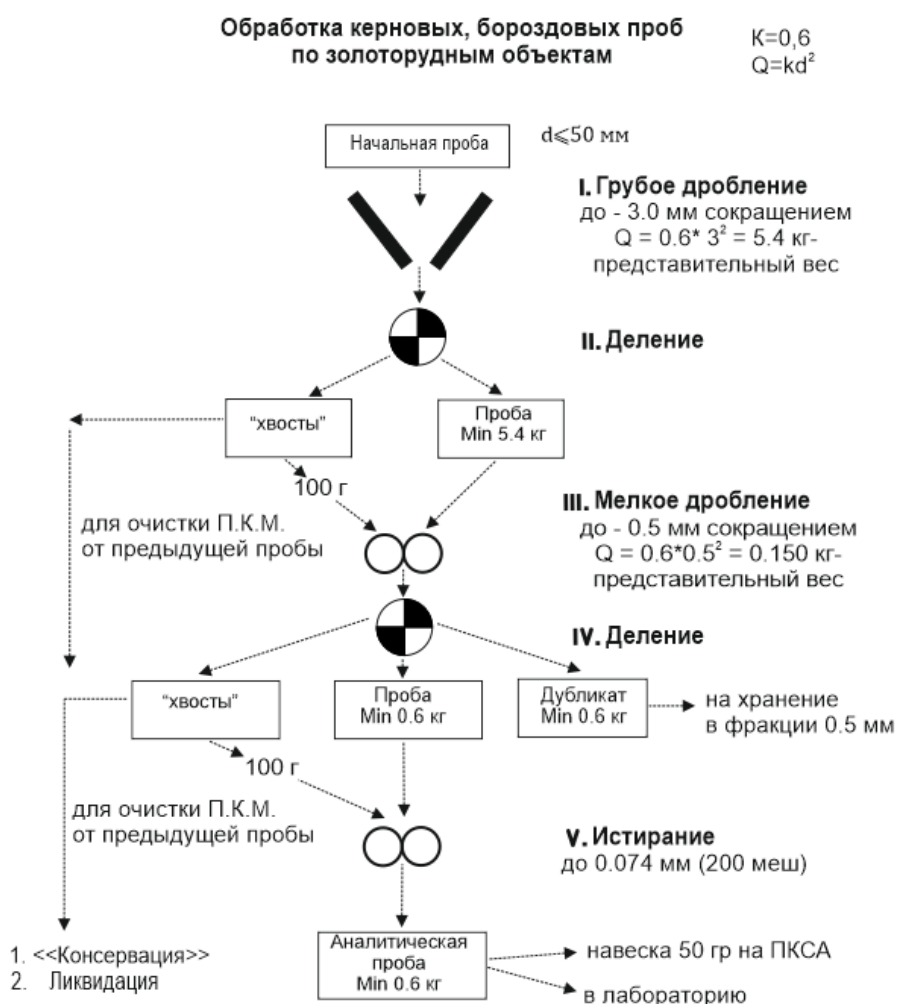 Обработка керновых, бороздовых проб
по золоторудным объектам
K=0,6
Q=kd²
Начальная проба
d⩽50 мм
I. Грубое дробление
до - 3.0 мм сокращением
Q = 0.6* 3² = 5.4 кг-
представительный вес
II. Деление
"хвосты"
Проба
Min 5.4 кг
100 г
для очистки П.К.М.
от предыдущей пробы
III. Мелкое дробление
до - 0.5 мм сокращением
Q = 0.6*0.5² = 0.150 кг-
представительный вес
IV. Деление
"хвосты"
Проба
Min 0.6 кг
Дубликат
Min 0.6 кг
на хранение
в фракции 0.5 мм
100 г
для очистки П.К.М.
от предыдущей пробы
V. Истирание
до 0.074 мм (200 меш)
1. <<Консервация>>
2. Ликвидация
Аналитическая
проба
Min 0.6 кг
навеска 50 гр на ПКСА
в лабораторию